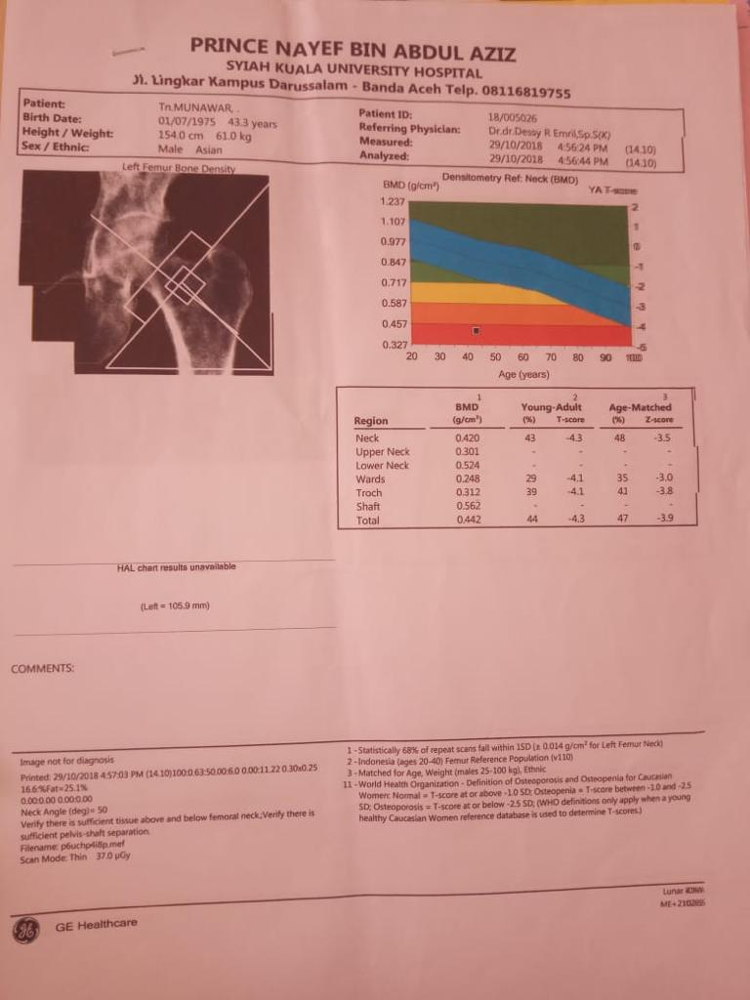 PRINCE NAYEF BIN ABDUL AZIZ
SYIAH KUALA UNIVERSITY HOSPITAL
Jl. Lingkar Kampus Darussalam - Banda Aceh Telp. 08116819755
Patient: Tn.MUNAWAR, .
Birth Date: 01/07/1975 43.3 years
Height / Weight: 154.0 cm 61.0 kg
Sex / Ethnic: Male Asian
Patient ID: 18/005026
Referring Physician: Dr.dr.Dessy R Emril,Sp.S(K)
Measured: 29/10/2018 4:56:24 PM (14.10)
Analyzed: 29/10/2018 4:56:44 PM (14.10)
Left Femur Bone Density
Densitometry Ref: Neck (BMD)
BMD (g/cm²) YA T-score
1.237 2
1.107 1
0.977 0
0.847 -1
0.717 -2
0.587 -3
0.457 -4
0.327 -5
20 30 40 50 60 70 80 90 100
Age (years)
1 2 3
BMD Young-Adult Age-Matched
Region (g/cm²) (%) T-score (%) Z-score
Neck 0.420 43 -4.3 48 -3.5
Upper Neck 0.301 - - - -
Lower Neck 0.524 - - - -
Wards 0.248 29 -4.1 35 -3.0
Troch 0.312 39 -4.1 41 -3.8
Shaft 0.562 - - - -
Total 0.442 44 -4.3 47 -3.9
HAL chart results unavailable
(Left = 105.9 mm)
COMMENTS:
Image not for diagnosis
Printed: 29/10/2018 4:57:03 PM (14.10)100:0.63:50.00:6.0 0.00:11.22 0.30x0.25
16.6:%Fat=25.1%
0.00:0.00 0.00:0.00
Neck Angle (deg)= 50
Verify there is sufficient tissue above and below femoral neck.;Verify there is
sufficient pelvis-shaft separation.
Filename: p6uchp4i8p.mef
Scan Mode: Thin 37.0 µGy
1 -Statistically 68% of repeat scans fall within 1SD (± 0.014 g/cm² for Left Femur Neck)
2 -Indonesia (ages 20-40) Femur Reference Population (v110)
3 -Matched for Age, Weight (males 25-100 kg), Ethnic
11 -World Health Organization - Definition of Osteoporosis and Osteopenia for Caucasian
Women: Normal = T-score at or above -1.0 SD; Osteopenia = T-score between -1.0 and -2.5
SD; Osteoporosis = T-score at or below -2.5 SD; (WHO definitions only apply when a young
healthy Caucasian Women reference database is used to determine T-scores.)
GE Healthcare
Lunar